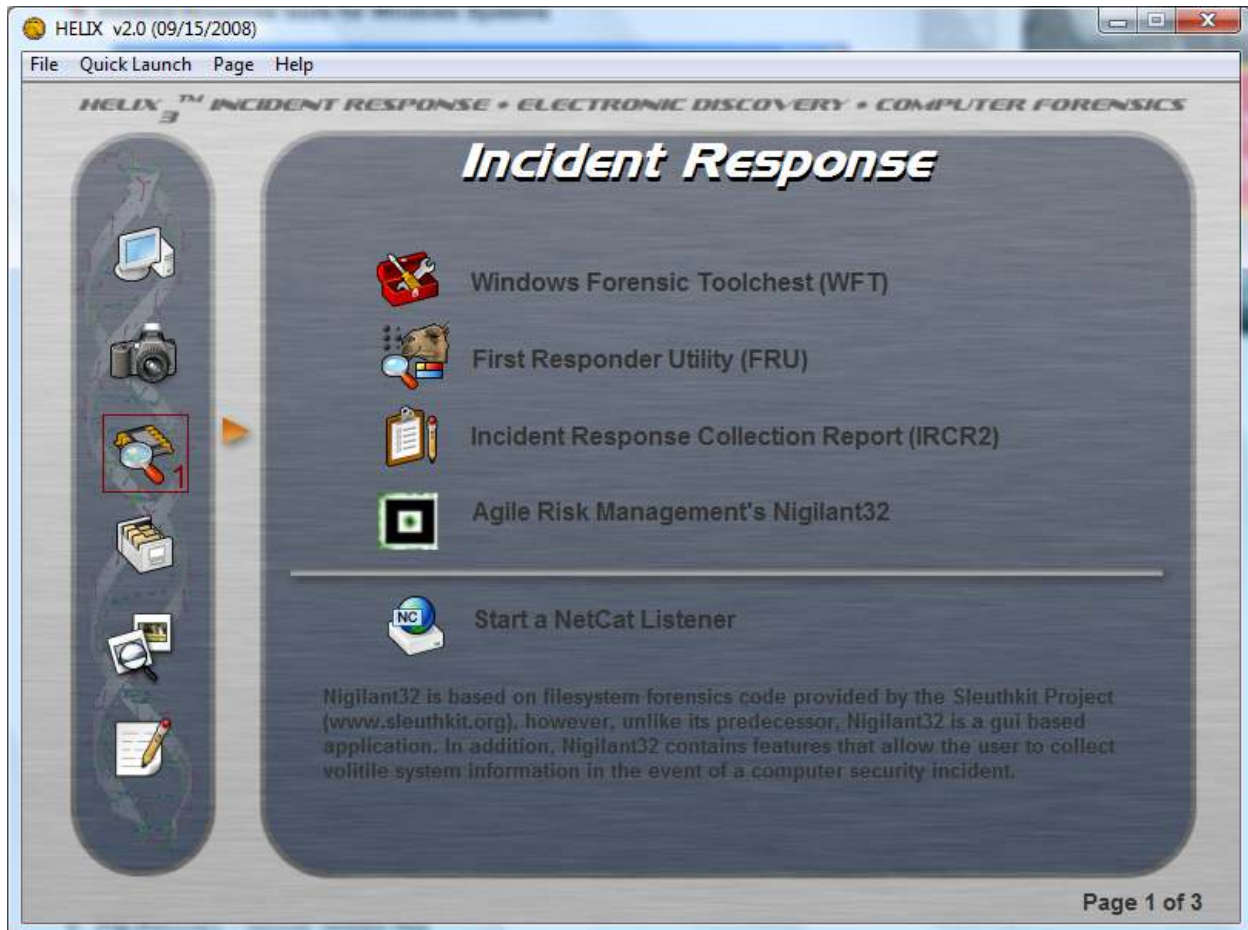 HELIX v2.0 (09/15/2008)
File Quick Launch Page Help
HELIX 3 ™ INCIDENT RESPONSE • ELECTRONIC DISCOVERY • COMPUTER FORENSICS
Incident Response
Windows Forensic Toolchest (WFT)
First Responder Utility (FRU)
1
Incident Response Collection Report (IRCR2)
Agile Risk Management's Nigilant32
NC
Start a NetCat Listener
Nigilant32 is based on filesystem forensics code provided by the Sleuthkit Project
(www.sleuthkit.org), however, unlike its predecessor, Nigilant32 is a gui based
application. In addition, Nigilant32 contains features that allow the user to collect
volitile system information in the event of a computer security incident.
Page 1 of 3